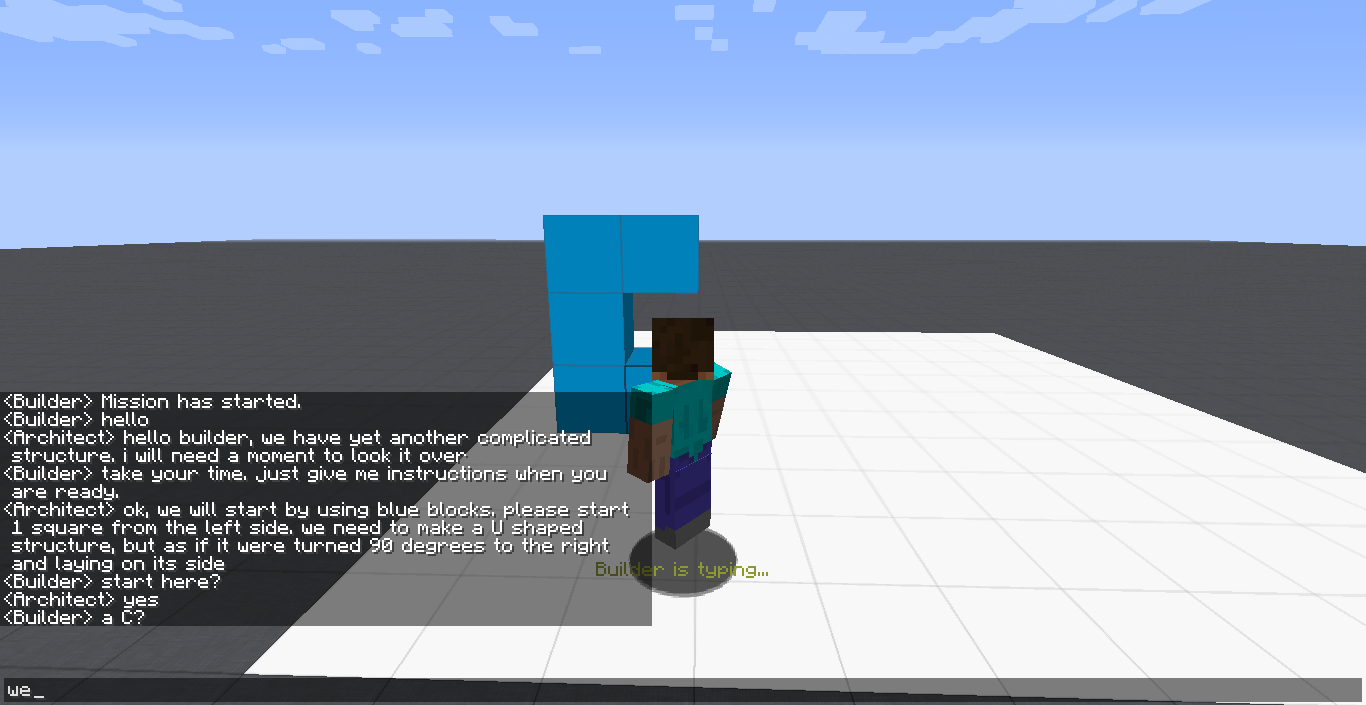 <Builder> Mission has started.
<Builder> hello
<Architect> hello builder, we have yet another complicated
structure. i will need a moment to look it over
<Builder> take your time. just give me instructions when you
are ready.
<Architect> ok, we will start by using blue blocks. please start
1 square from the left side. we need to make a U shaped
structure, but as if it were turned 90 degrees to the right
and laying on its side
<Builder> start here?
<Architect> yes
<Builder> a C?
Builder is typing...
we_